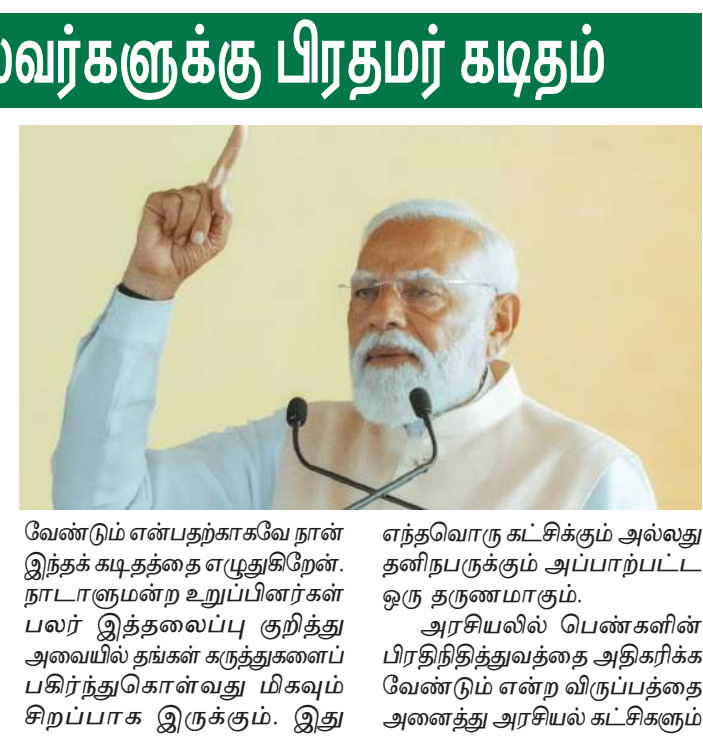 பிரதமர் கடிதம்
வேண்டும் என்பதற்காகவே நான்
இந்தக் கடிதத்தை எழுதுகிறேன்.
நாடாளுமன்ற உறுப்பினர்கள்
பலர் இத்தலைப்பு குறித்து
அவையில் தங்கள் கருத்துகளைப்
பகிர்ந்துகொள்வது மிகவும்
சிறப்பாக இருக்கும். இது
எந்தவொரு கட்சிக்கும் அல்லது
தனிநபருக்கும் அப்பாற்பட்ட
ஒரு தருணமாகும்.
அரசியலில் பெண்களின்
பிரதிநிதித்துவத்தை அதிகரிக்க
வேண்டும் என்ற விருப்பத்தை
அனைத்து அரசியல் கட்சிகளும்